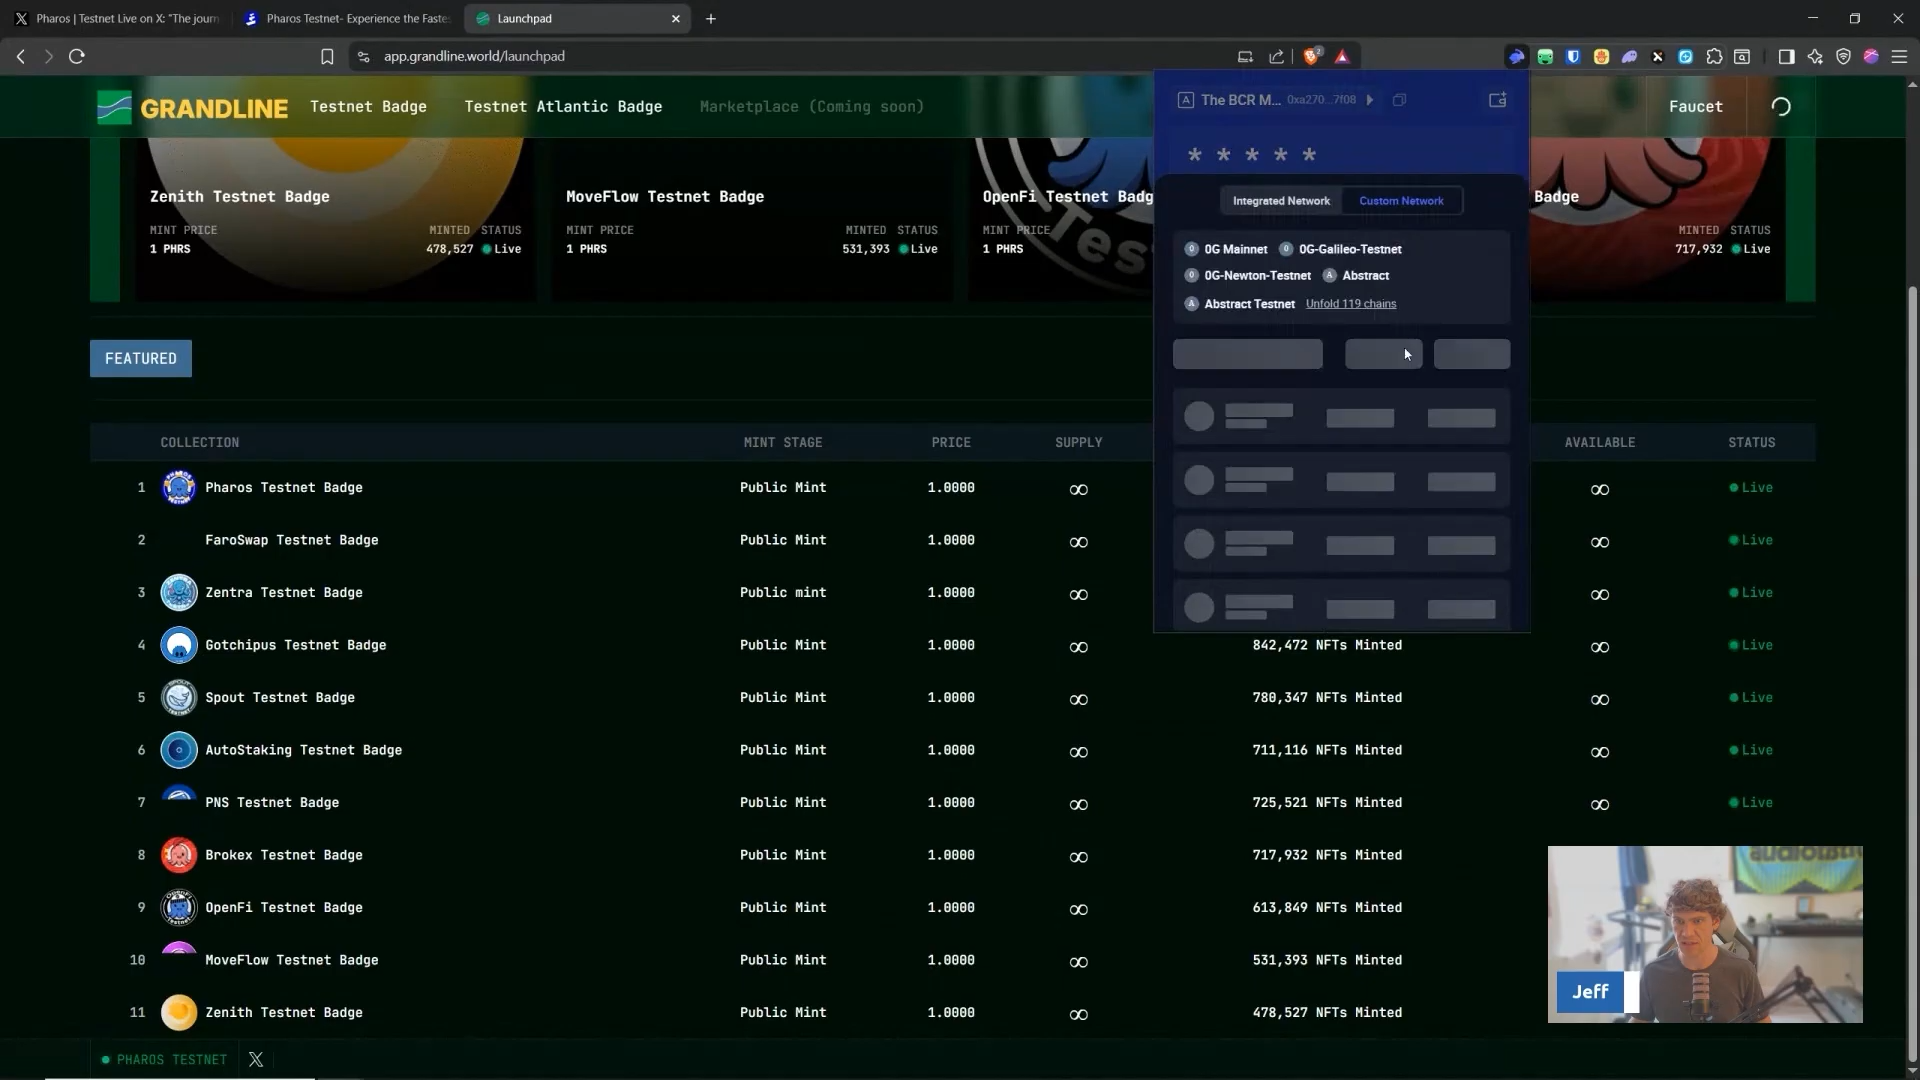 Pharos | Testnet Live on X: "The journ
Pharos Testnet- Experience the Faste
Launchpad
app.grandline.world/launchpad
2
GRANDLINE
Testnet Badge
Testnet Atlantic Badge
Marketplace (Coming soon)
Faucet
The BCR M... 0xa270...7f08
* * * * *
Integrated Network
Custom Network
0G Mainnet
0G-Galileo-Testnet
0G-Newton-Testnet
A Abstract
A Abstract Testnet
Unfold 119 chains
Zenith Testnet Badge
MINT PRICE MINTED STATUS
1 PHRS 478,527 Live
MoveFlow Testnet Badge
MINT PRICE MINTED STATUS
1 PHRS 531,393 Live
OpenFi Testnet Badg
MINT PRICE
1 PHRS
Badge
MINTED STATUS
717,932 Live
FEATURED
COLLECTION MINT STAGE PRICE SUPPLY AVAILABLE STATUS
1 Pharos Testnet Badge Public Mint 1.0000 ∞ ∞ Live
2 FaroSwap Testnet Badge Public Mint 1.0000 ∞ ∞ Live
3 Zentra Testnet Badge Public mint 1.0000 ∞ ∞ Live
4 Gotchipus Testnet Badge Public Mint 1.0000 ∞ 842,472 NFTs Minted ∞ Live
5 Spout Testnet Badge Public Mint 1.0000 ∞ 780,347 NFTs Minted ∞ Live
6 AutoStaking Testnet Badge Public Mint 1.0000 ∞ 711,116 NFTs Minted ∞ Live
7 PNS Testnet Badge Public Mint 1.0000 ∞ 725,521 NFTs Minted ∞ Live
8 Brokex Testnet Badge Public Mint 1.0000 ∞ 717,932 NFTs Minted
9 OpenFi Testnet Badge Public Mint 1.0000 ∞ 613,849 NFTs Minted
10 MoveFlow Testnet Badge Public Mint 1.0000 ∞ 531,393 NFTs Minted
11 Zenith Testnet Badge Public Mint 1.0000 ∞ 478,527 NFTs Minted
Jeff
PHAROS TESTNET